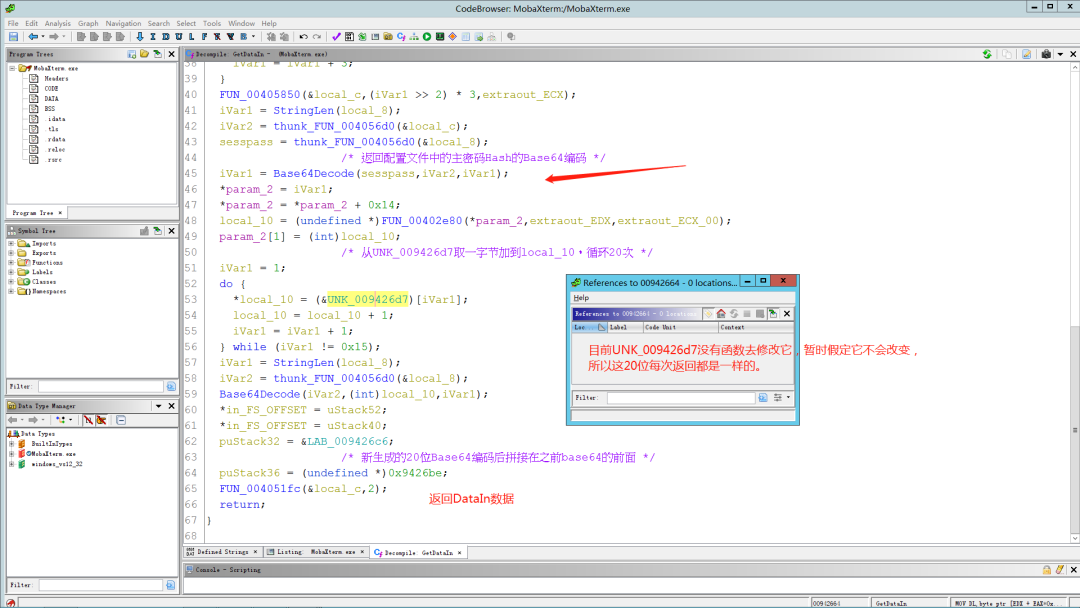 CodeBrowser: MobaXterm:/MobaXterm.exe
File Edit Analysis Graph Navigation Search Select Tools Window Help
Program Trees
MobaXterm.exe
Headers
CODE
DATA
BSS
.idata
.tls
.rdata
.reloc
.rsrc
Program Tree ×
Symbol Tree
Imports
Exports
Functions
Labels
Classes
Namespaces
Filter:
Data Type Manager
Data Types
BuiltInTypes
MobaXterm.exe
windows_vs12_32
Filter:
Decompile: GetDataIn - (MobaXterm.exe)
38 iVar1 = iVar1 + 3;
39 }
40 FUN_00405850(&local_c,(iVar1 >> 2) * 3,extraout_ECX);
41 iVar1 = StringLen(local_8);
42 iVar2 = thunk_FUN_004056d0(&local_c);
43 sesspass = thunk_FUN_004056d0(&local_8);
44 /* 返回配置文件中的主密码Hash的Base64编码 */
45 iVar1 = Base64Decode(sesspass,iVar2,iVar1);
46 *param_2 = iVar1;
47 *param_2 = *param_2 + 0x14;
48 local_10 = (undefined *)FUN_00402e80(*param_2,extraout_EDX,extraout_ECX_00);
49 param_2[1] = (int)local_10;
50 /* 从UNK_009426d7取一字节加到local_10，循环20次 */
51 iVar1 = 1;
52 do {
53 *local_10 = (&UNK_009426d7)[iVar1];
54 local_10 = local_10 + 1;
55 iVar1 = iVar1 + 1;
56 } while (iVar1 != 0x15);
57 iVar1 = StringLen(local_8);
58 iVar2 = thunk_FUN_004056d0(&local_8);
59 Base64Decode(iVar2,(int)local_10,iVar1);
60 *in_FS_OFFSET = uStack52;
61 *in_FS_OFFSET = uStack40;
62 puStack32 = &LAB_009426c6;
63 /* 新生成的20位Base64编码后拼接在之前base64的前面 */
64 puStack36 = (undefined *)0x9426be;
65 FUN_004051fc(&local_c,2);
66 return;
67 }
68
返回DataIn数据
References to 00942664 - 0 locations...
Help
References to 00942664 - 0 locations
Loc Label Code Unit Context
目前UNK_009426d7没有函数去修改它，暂时假定它不会改变，
所以这20位每次返回都是一样的。
Filter:
Defined Strings × Listing: MobaXterm.exe × Decompile: GetDataIn ×
Console - Scripting
00942664 GetDataIn MOV DL,byte ptr [EDX + EAX*0x...